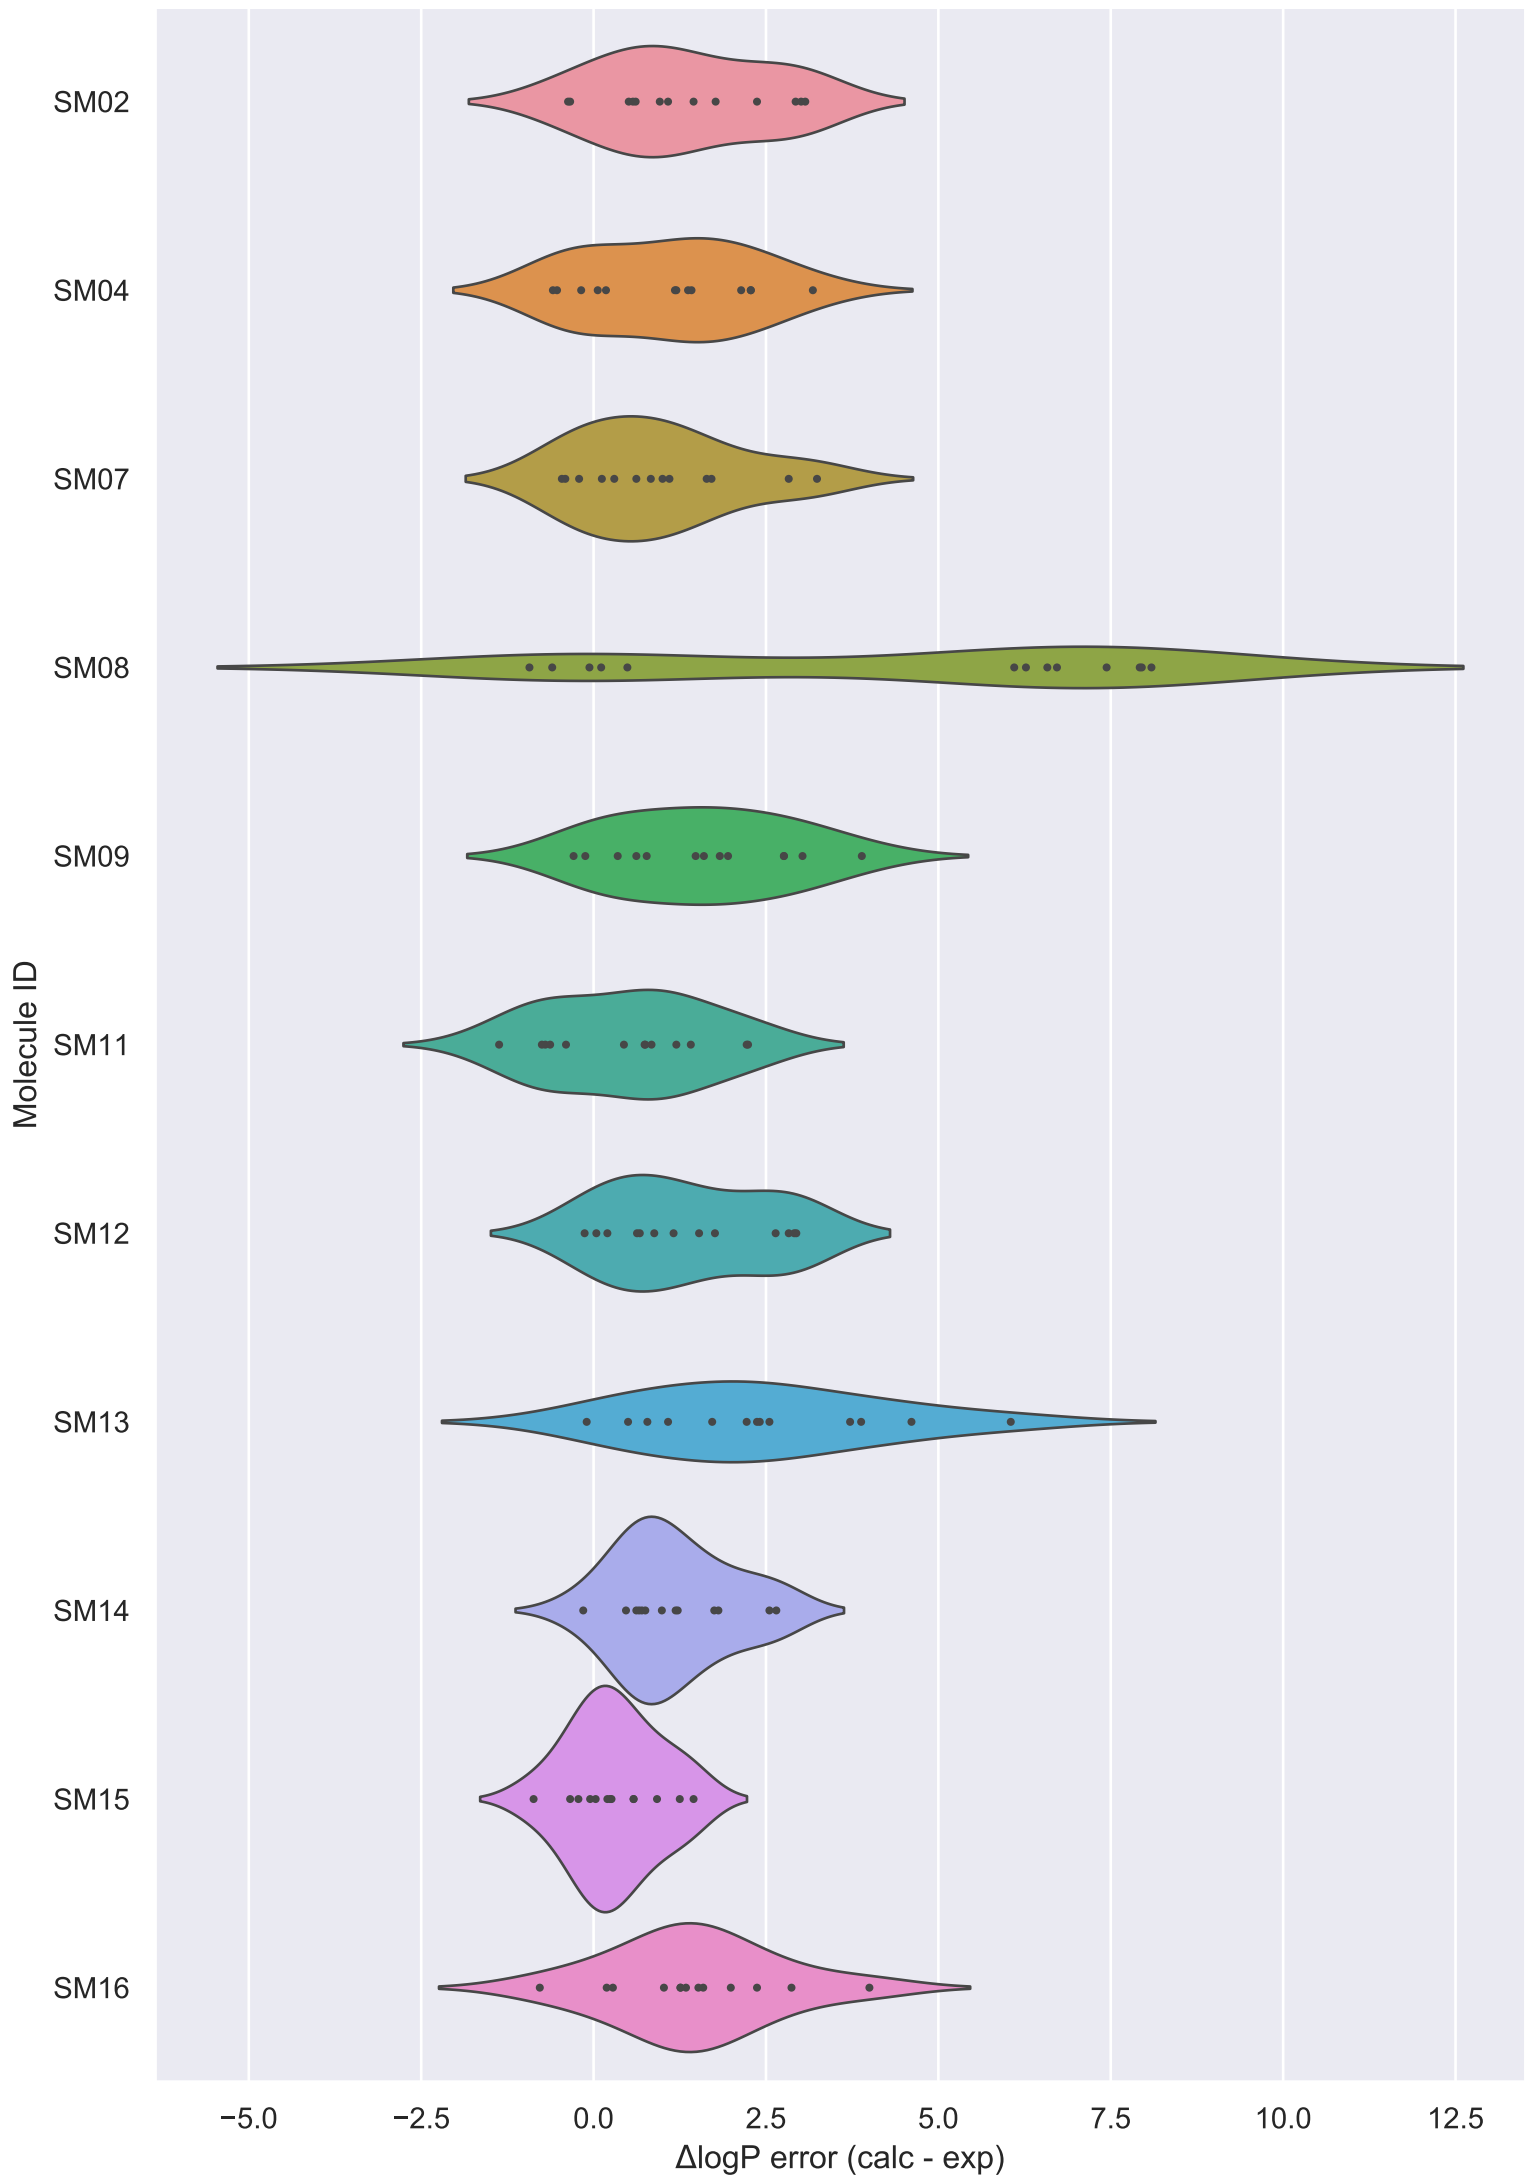 SM02
SM04
SM07
SM08
SM09
SM11
SM12
SM13
SM14
SM15
SM16
Molecule ID
−5.0 −2.5 0.0 2.5 5.0 7.5 10.0 12.5
ΔlogP error (calc - exp)